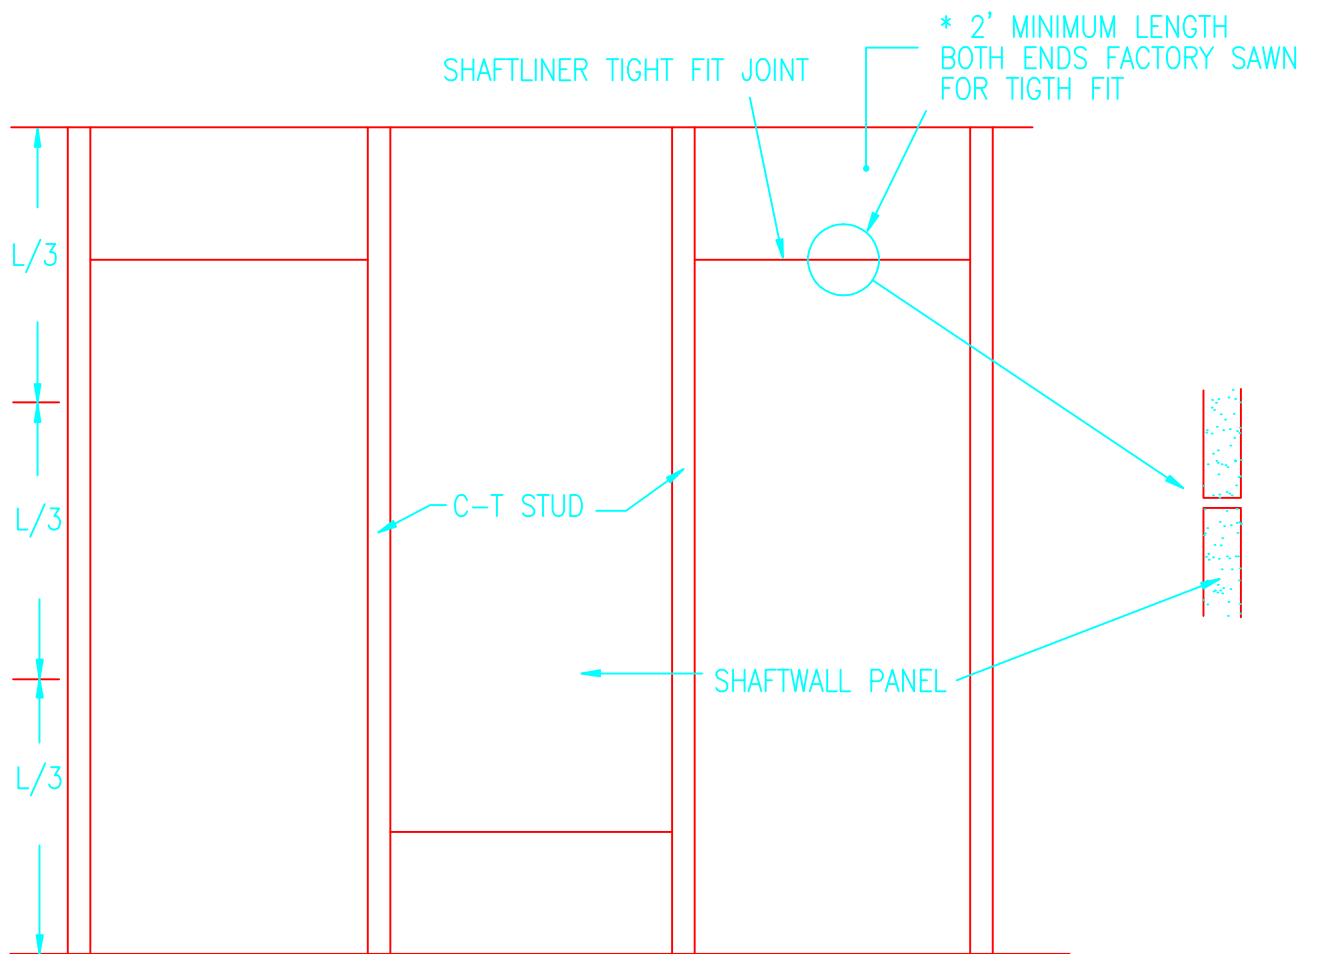 * 2' MINIMUM LENGTH
BOTH ENDS FACTORY SAWN
FOR TIGTH FIT
SHAFTLINER TIGHT FIT JOINT
L/3
L/3
C-T STUD
SHAFTWALL PANEL
L/3